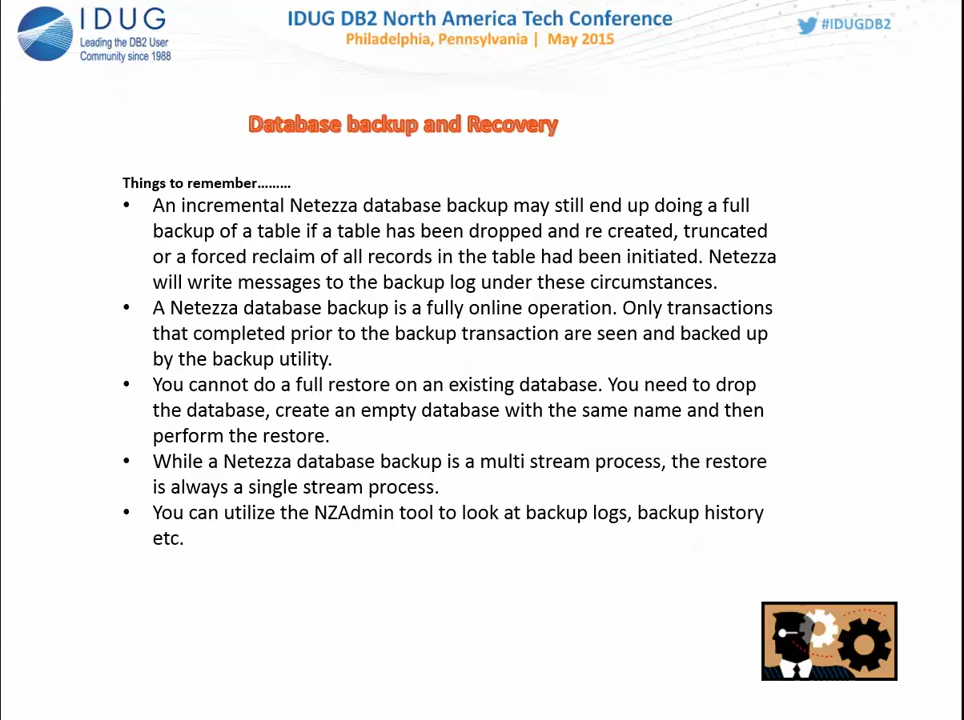 IDUG
Leading the DB2 User
Community since 1988
IDUG DB2 North America Tech Conference
Philadelphia, Pennsylvania | May 2015
#IDUGDB2
Database backup and Recovery
Things to remember.........
• An incremental Netezza database backup may still end up doing a full
backup of a table if a table has been dropped and re created, truncated
or a forced reclaim of all records in the table had been initiated. Netezza
will write messages to the backup log under these circumstances.
• A Netezza database backup is a fully online operation. Only transactions
that completed prior to the backup transaction are seen and backed up
by the backup utility.
• You cannot do a full restore on an existing database. You need to drop
the database, create an empty database with the same name and then
perform the restore.
• While a Netezza database backup is a multi stream process, the restore
is always a single stream process.
• You can utilize the NZAdmin tool to look at backup logs, backup history
etc.